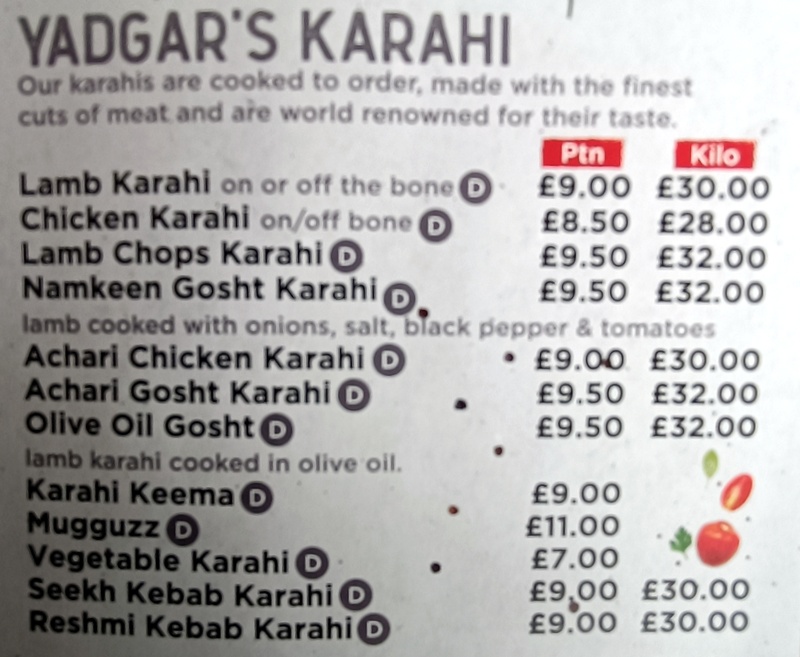 YADGAR'S KARAHI
Our karahis are cooked to order, made with the finest
cuts of meat and are world renowned for their taste.
Ptn Kilo
Lamb Karahi on or off the bone D £9.00 £30.00
Chicken Karahi on/off bone D £8.50 £28.00
Lamb Chops Karahi D £9.50 £32.00
Namkeen Gosht Karahi D £9.50 £32.00
lamb cooked with onions, salt, black pepper & tomatoes
Achari Chicken Karahi D £9.00 £30.00
Achari Gosht Karahi D £9.50 £32.00
Olive Oil Gosht D £9.50 £32.00
lamb karahi cooked in olive oil.
Karahi Keema D £9.00
Mugguzz D £11.00
Vegetable Karahi D £7.00
Seekh Kebab Karahi D £9.00 £30.00
Reshmi Kebab Karahi D £9.00 £30.00